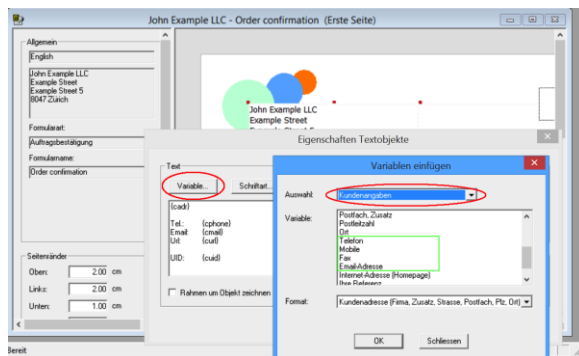 John Example LLC - Order confirmation (Erste Seite)
Allgemein
English
John Example LLC
Example Street
Example Street 5
8047 Zürich
Formularart:
Auftragsbestätigung
Formularname:
Order confirmation
Seitenränder
Oben: 2.00 cm
Links: 2.00 cm
Unten: 1.00 cm
Bereit
John Example LLC
Example Street
Eigenschaften Textobjekte
Text
Variable... Schriftart...
{cadr}
Tel.: {cphone}
Email: {cmail}
Url: {curl}
UID: {cuid}
Rahmen um Objekt zeichnen
Variablen einfügen
Auswahl: Kundenangaben
Variable:
Postfach, Zusatz
Postleitzahl
Ort
Telefon
Mobile
Fax
Email-Adresse
Internet-Adresse (Homepage)
Ihre Referenz
Format: Kundenadresse (Firma, Zusatz, Strasse, Postfach, Plz, Ort)
OK Schliessen